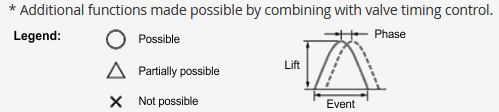 * Additional functions made possible by combining with valve timing control.
Legend:
Possible
Phase
Partially possible
Lift
Not possible
Event